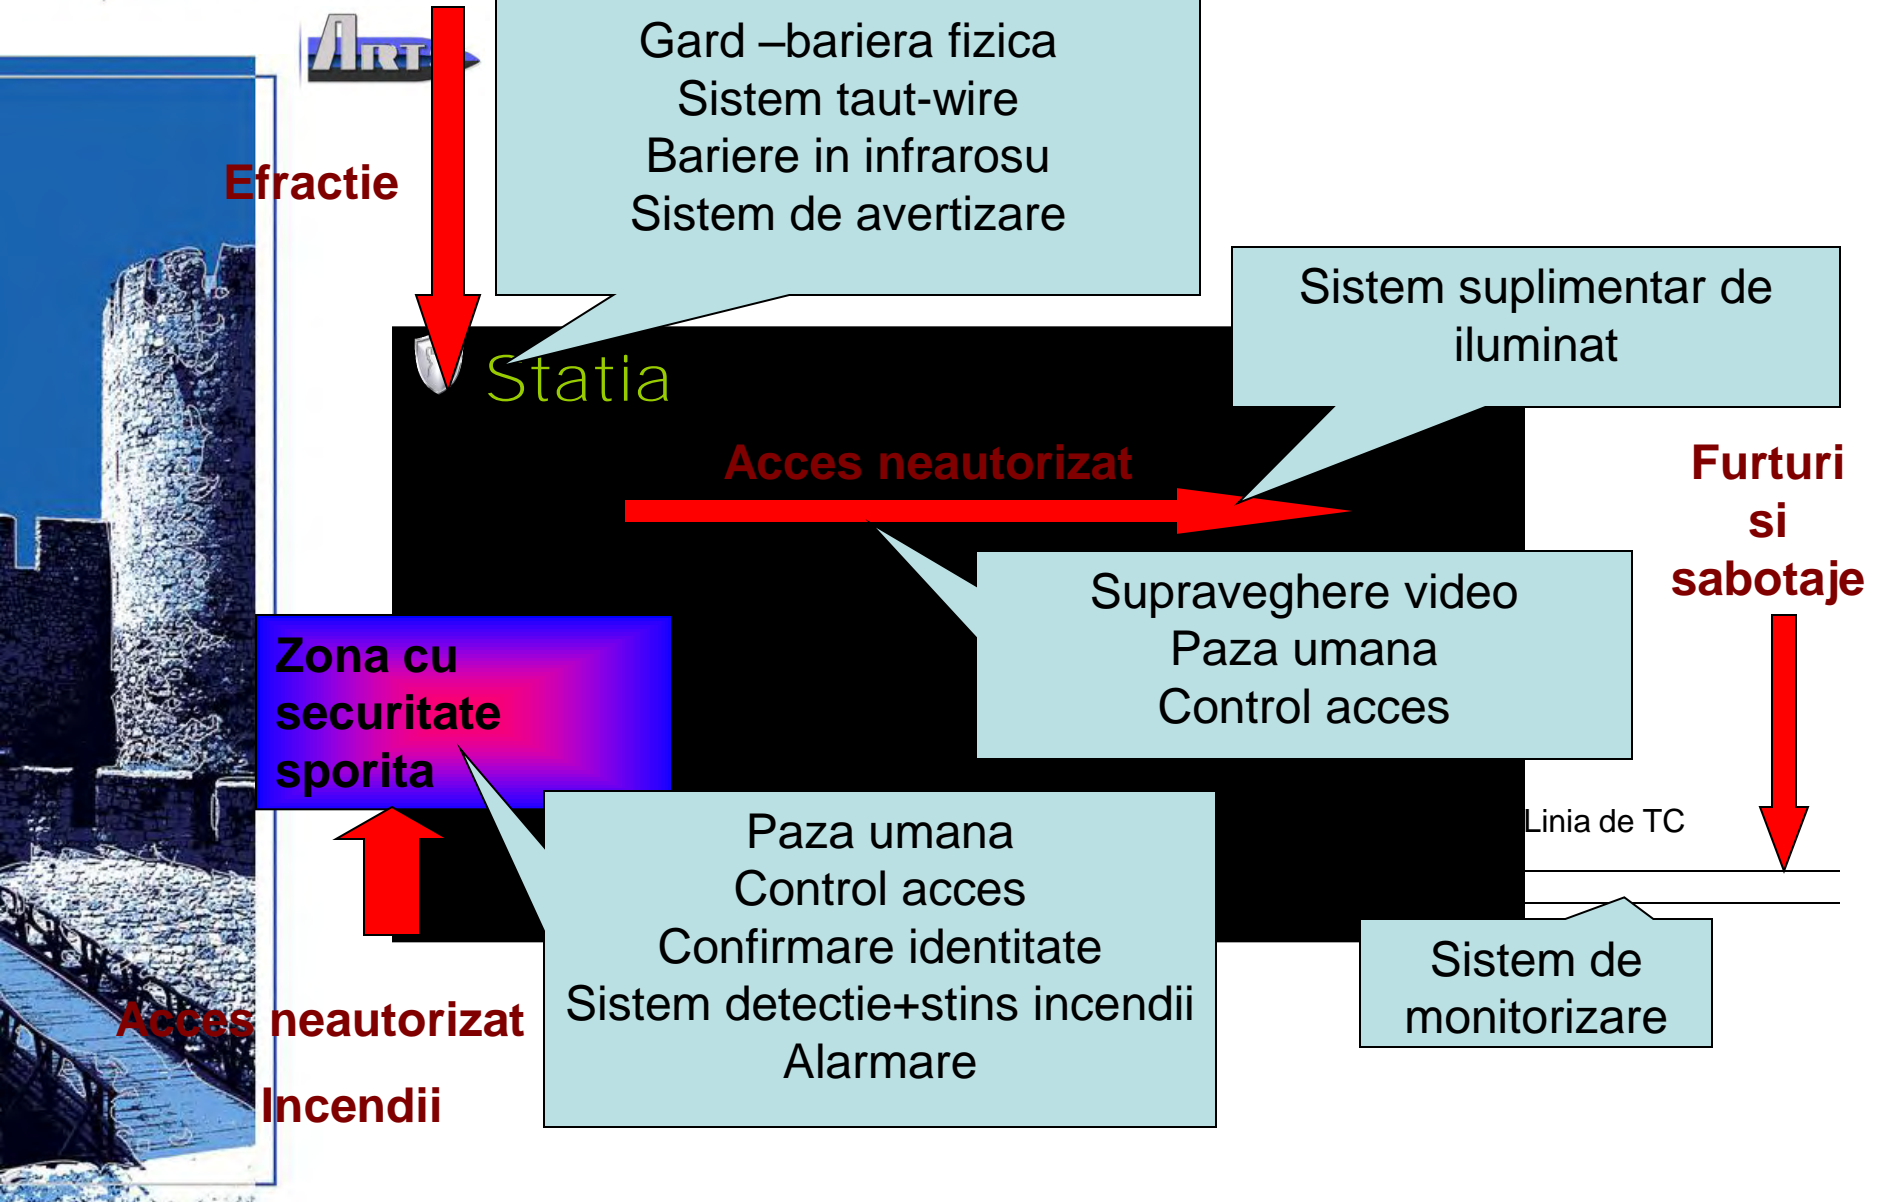 ART
Gard –bariera fizica
Sistem taut-wire
Bariere in infrarosu
Sistem de avertizare
Efractie
Sistem suplimentar de
iluminat
Statia
Acces neautorizat
Furturi
si
sabotaje
Supraveghere video
Paza umana
Control acces
Zona cu
securitate
sporita
Linia de TC
Paza umana
Control acces
Confirmare identitate
Sistem detectie+stins incendii
Alarmare
Sistem de
monitorizare
Acces neautorizat
Incendii